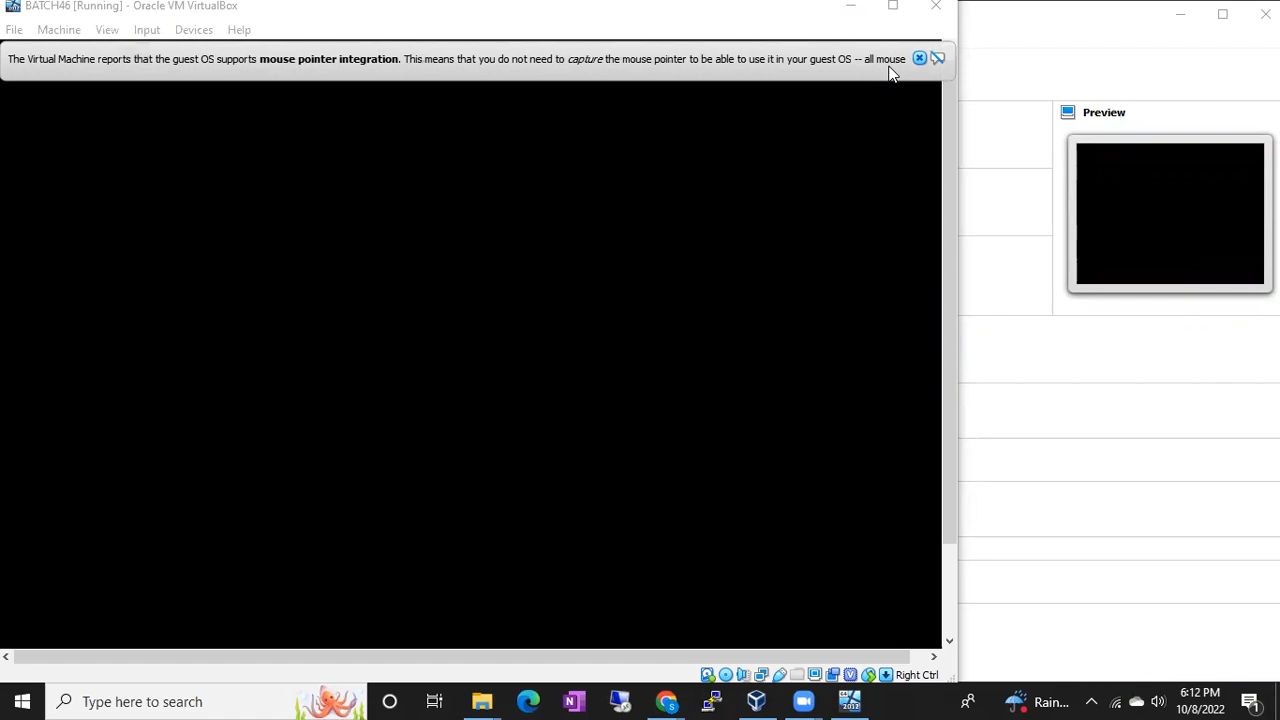 BATCH46 [Running] - Oracle VM VirtualBox
File Machine View Input Devices Help
The Virtual Machine reports that the guest OS supports mouse pointer integration. This means that you do not need to capture the mouse pointer to be able to use it in your guest OS -- all mouse
Preview
Right Ctrl
Type here to search
2012
Rain...
6:12 PM
10/8/2022
1